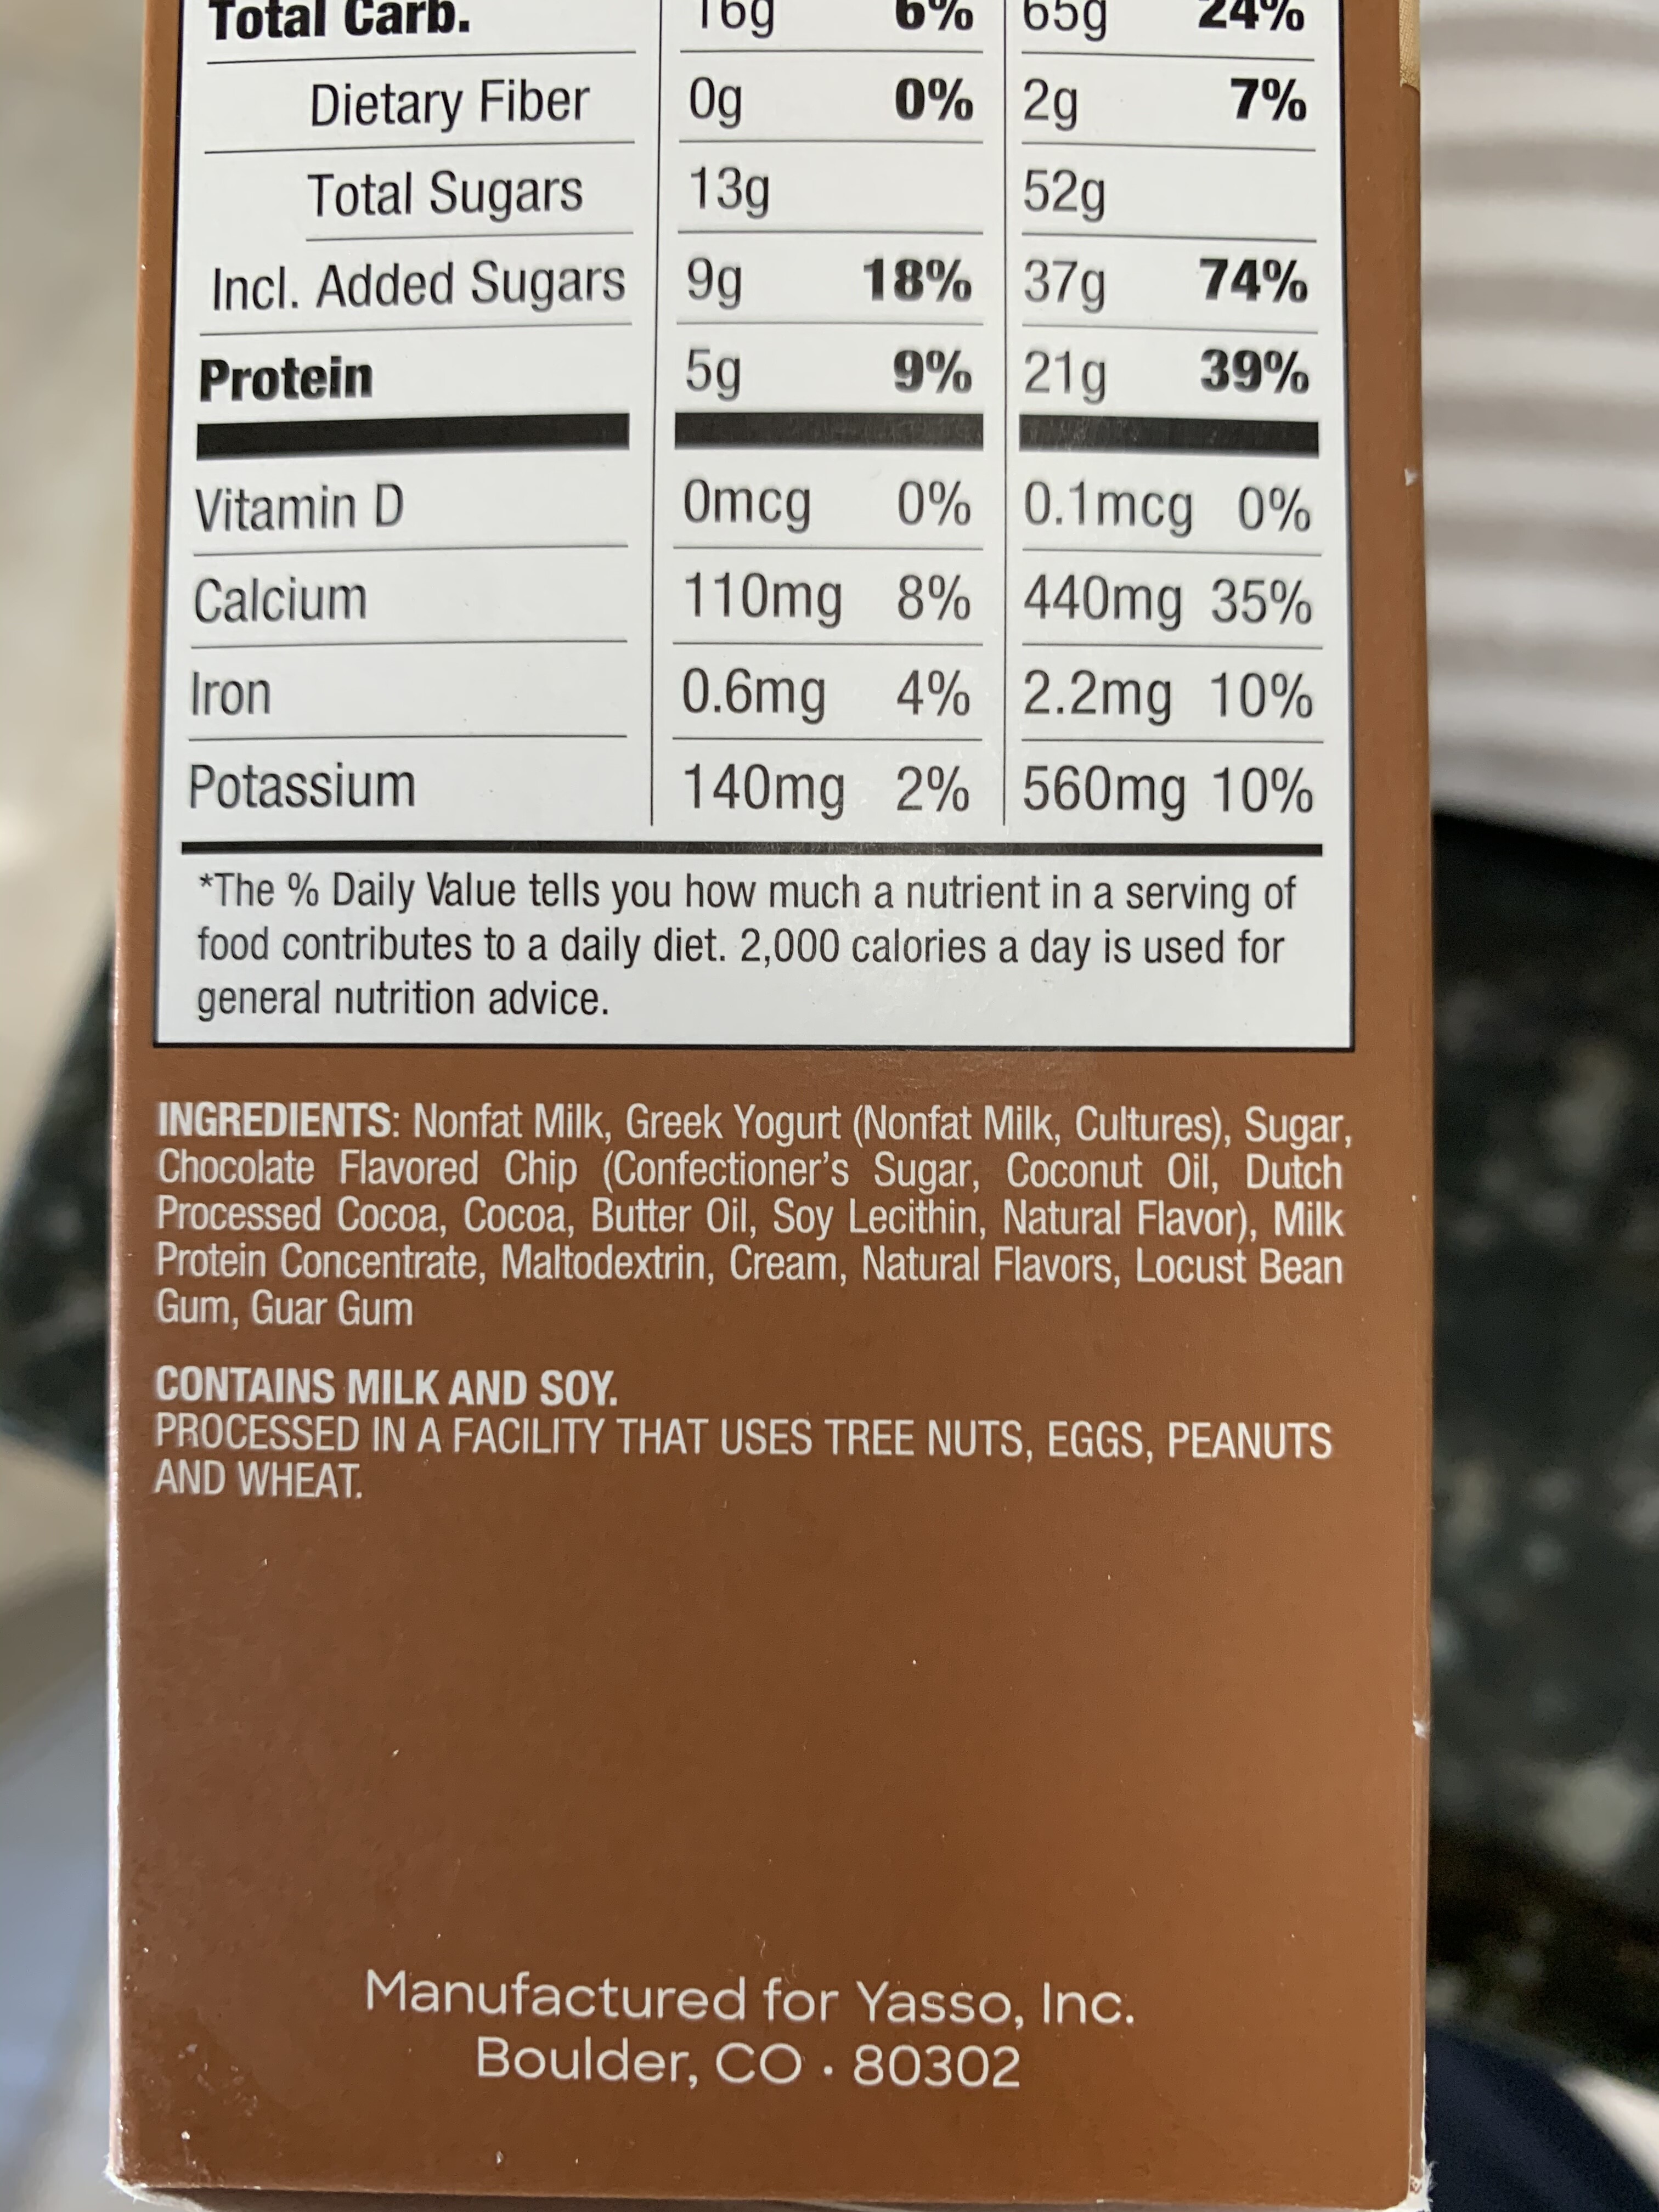 Total Carb. 16g 6% 65g 24%
Dietary Fiber 0g 0% 2g 7%
Total Sugars 13g 52g
Incl. Added Sugars 9g 18% 37g 74%
Protein 5g 9% 21g 39%
Vitamin D 0mcg 0% 0.1mcg 0%
Calcium 110mg 8% 440mg 35%
Iron 0.6mg 4% 2.2mg 10%
Potassium 140mg 2% 560mg 10%
*The % Daily Value tells you how much a nutrient in a serving of
food contributes to a daily diet. 2,000 calories a day is used for
general nutrition advice.
INGREDIENTS: Nonfat Milk, Greek Yogurt (Nonfat Milk, Cultures), Sugar,
Chocolate Flavored Chip (Confectioner's Sugar, Coconut Oil, Dutch
Processed Cocoa, Cocoa, Butter Oil, Soy Lecithin, Natural Flavor), Milk
Protein Concentrate, Maltodextrin, Cream, Natural Flavors, Locust Bean
Gum, Guar Gum
CONTAINS MILK AND SOY.
PROCESSED IN A FACILITY THAT USES TREE NUTS, EGGS, PEANUTS
AND WHEAT.
Manufactured for Yasso, Inc.
Boulder, CO · 80302